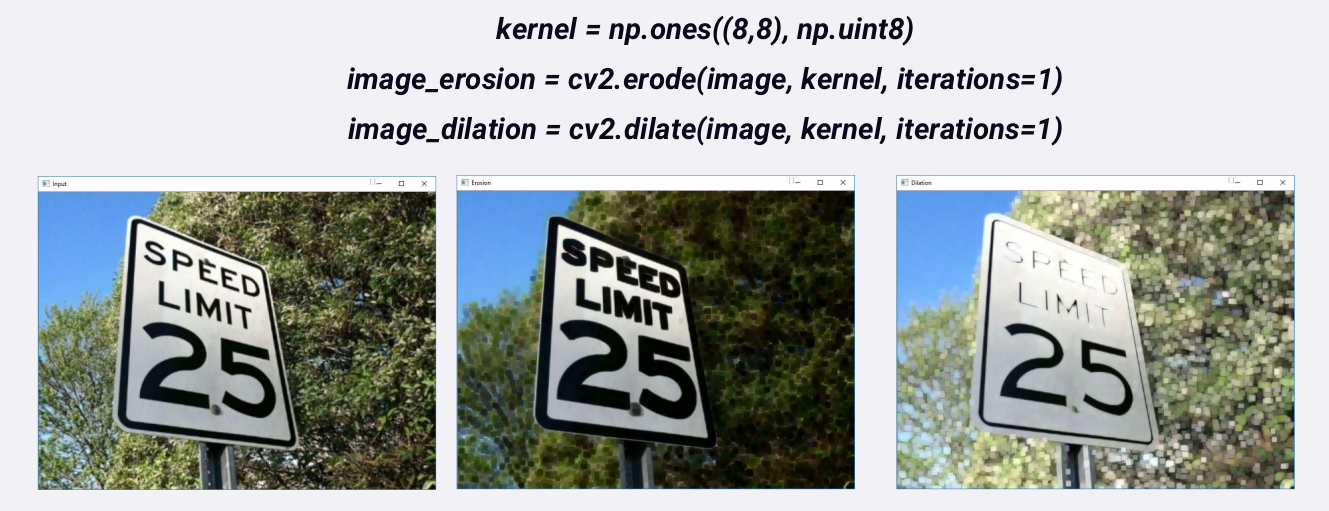 kernel = np.ones((8,8), np.uint8)
image_erosion = cv2.erode(image, kernel, iterations=1)
image_dilation = cv2.dilate(image, kernel, iterations=1)
Input
SPEED
LIMIT
25
Erosion
SPEED
LIMIT
25
Dilation
SPEED
LIMIT
25